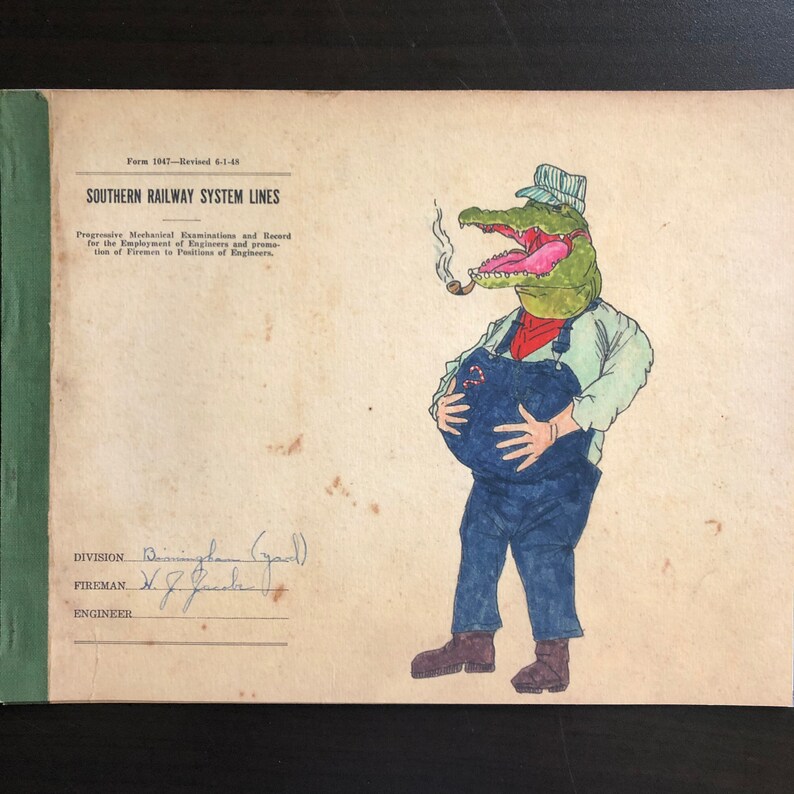 Form 1047—Revised 6-1-48
SOUTHERN RAILWAY SYSTEM LINES
Progressive Mechanical Examinations and Record
for the Employment of Engineers and promo-
tion of Firemen to Positions of Engineers.
DIVISION Birmingham (yard)
FIREMAN H. J. Jacobs
ENGINEER